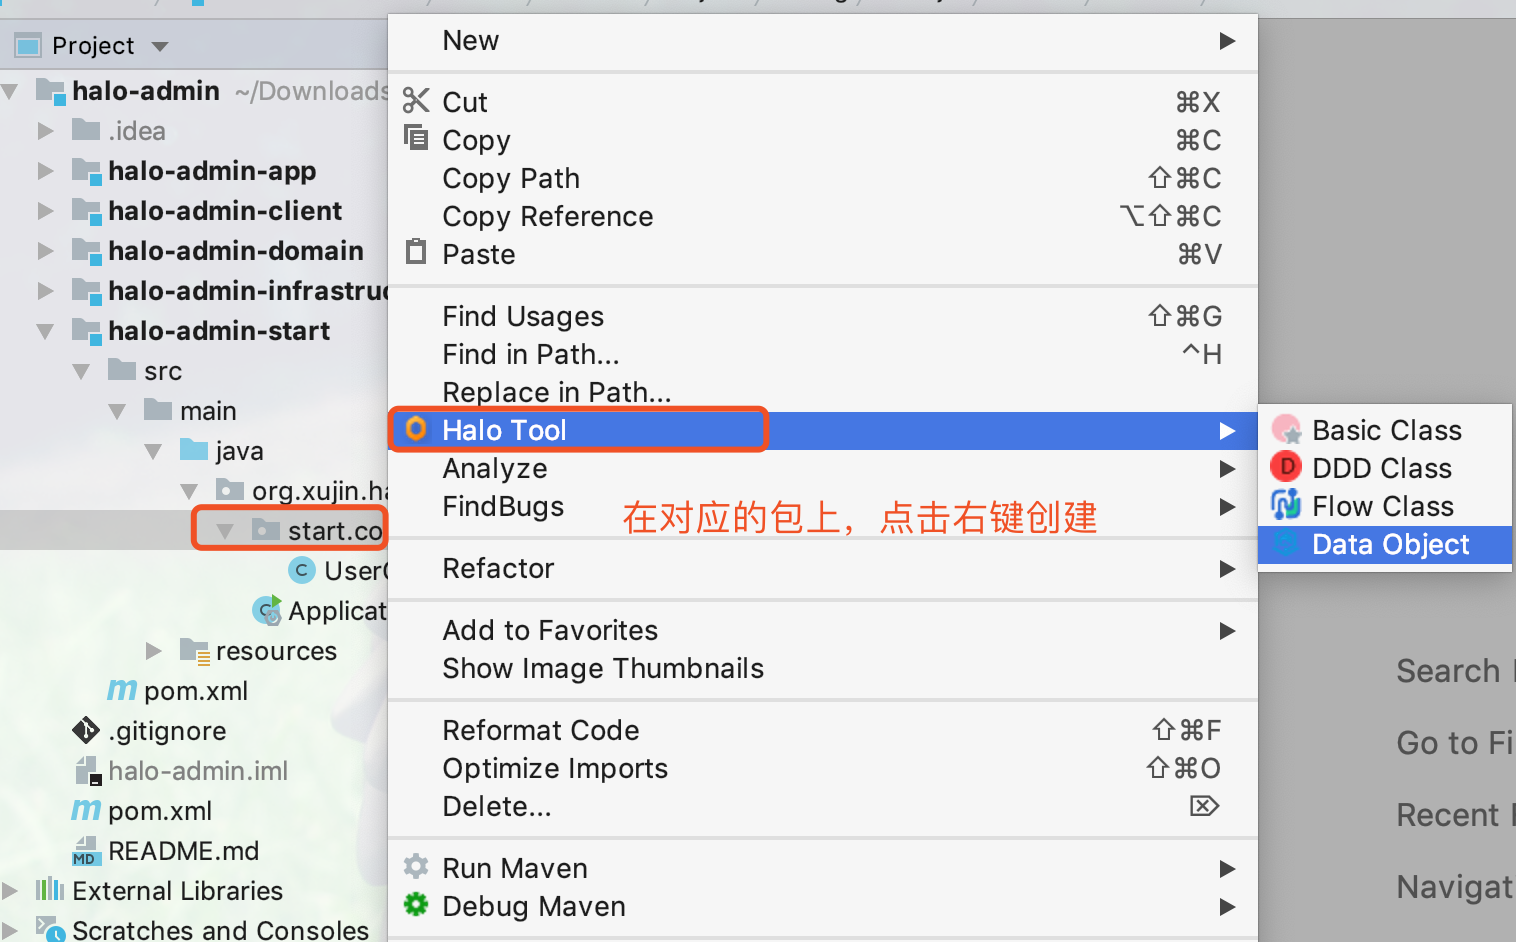 Project
halo-admin ~/Downloads
.idea
halo-admin-app
halo-admin-client
halo-admin-domain
halo-admin-infrastruc
halo-admin-start
src
main
java
org.xujin.ha
start.co
User
Applicat
resources
pom.xml
.gitignore
halo-admin.iml
pom.xml
README.md
External Libraries
Scratches and Consoles
New
Cut ⌘X
Copy ⌘C
Copy Path ⇧⌘C
Copy Reference ⌥⇧⌘C
Paste ⌘V
Find Usages ⇧⌘G
Find in Path... ^H
Replace in Path...
Halo Tool
Analyze
FindBugs
在对应的包上，点击右键创建
Refactor
Add to Favorites
Show Image Thumbnails
Reformat Code ⇧⌘F
Optimize Imports ⇧⌘O
Delete... ⌦
Run Maven
Debug Maven
Basic Class
DDD Class
Flow Class
Data Object
Search
Go to Fi
Recent
Navigat